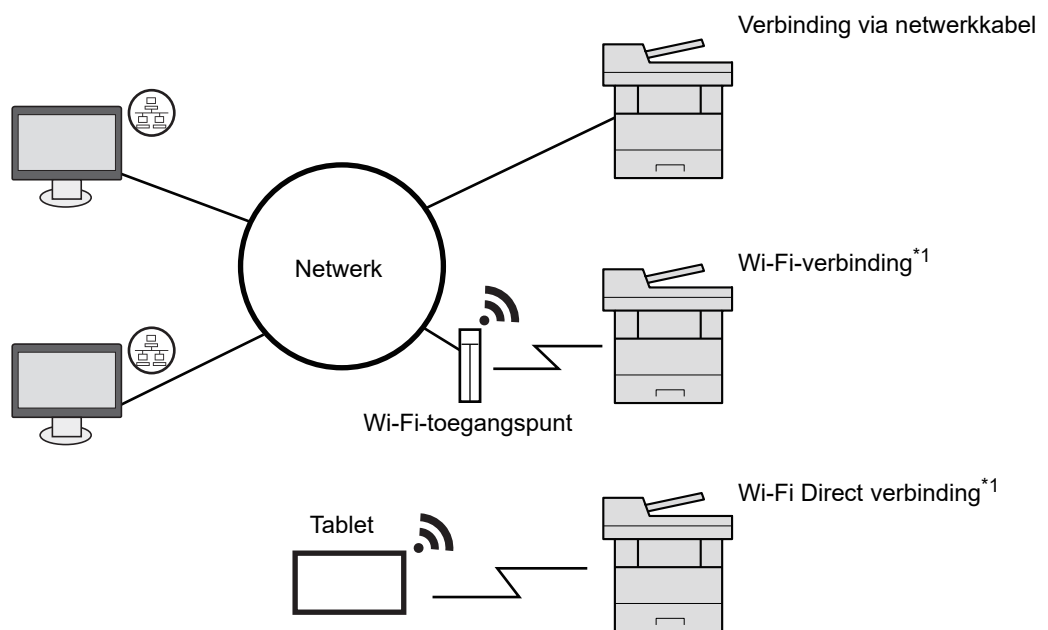 Verbinding via netwerkkabel
Netwerk
Wi-Fi-verbinding*1
Wi-Fi-toegangspunt
Wi-Fi Direct verbinding*1
Tablet